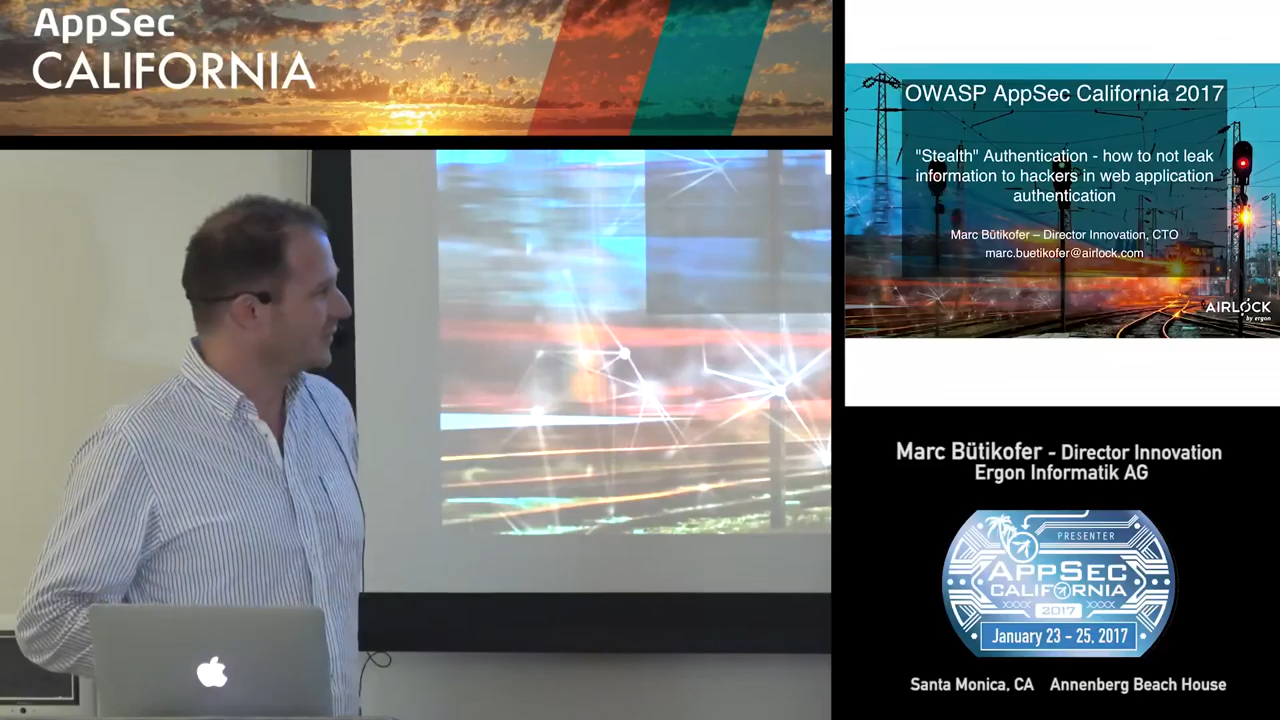 AppSec
CALIFORNIA
OWASP AppSec California 2017
"Stealth" Authentication - how to not leak
information to hackers in web application
authentication
Marc Bütikofer – Director Innovation, CTO
marc.buetikofer@airlock.com
AIRLOCK
by ergon
Marc Bütikofer - Director Innovation
Ergon Informatik AG
PRESENTER
APPSEC
CALIFORNIA
2017
January 23 - 25, 2017
Santa Monica, CA Annenberg Beach House